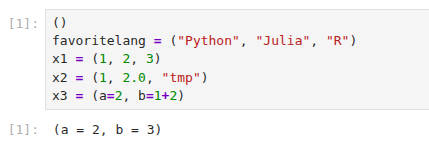 [1]: ()
favoritelang = ("Python", "Julia", "R")
x1 = (1, 2, 3)
x2 = (1, 2.0, "tmp")
x3 = (a=2, b=1+2)
[1]: (a = 2, b = 3)